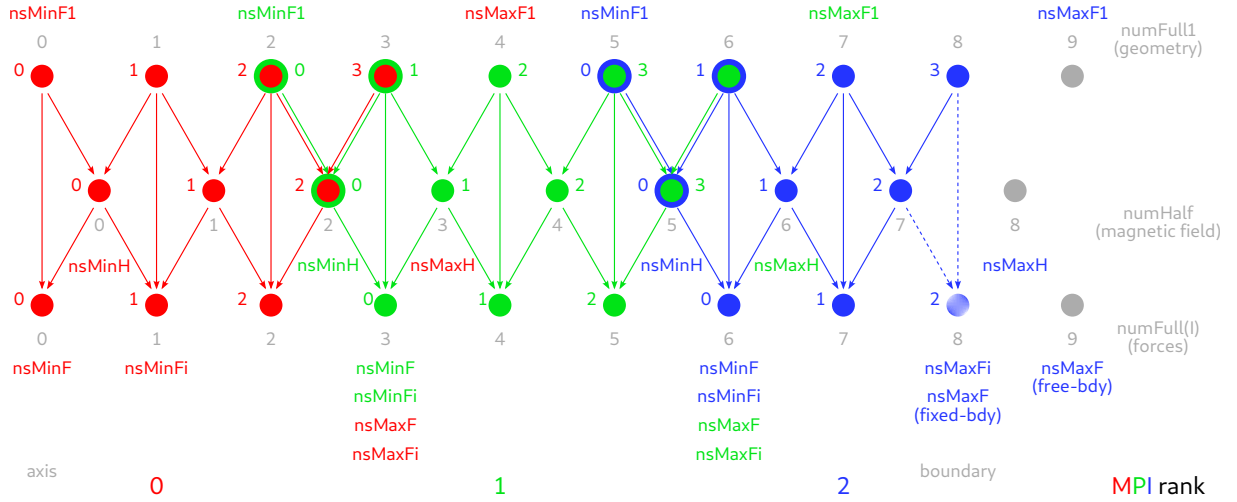 nsMinF1 nsMinF1 nsMaxF1 nsMinF1 nsMaxF1 nsMaxF1
0 1 2 3 4 5 6 7 8 9 numFull1
(geometry)
0 1 2 0 3 1 2 0 3 1 2 3
0 1 2 0 1 2 0 3 1 2
0 1 2 3 4 5 6 7 8 numHalf
(magnetic field)
nsMinH nsMinH nsMaxH nsMinH nsMaxH nsMaxH
0 1 2 0 1 2 0 1 2
0 1 2 3 4 5 6 7 8 9 numFull(I)
(forces)
nsMinF nsMinFi nsMinF nsMinF nsMaxFi nsMaxF
(free-bdy)
nsMinFi nsMinFi nsMaxF
(fixed-bdy)
nsMaxF nsMaxF
nsMaxFi nsMaxFi
axis boundary
0 1 2 MPI rank